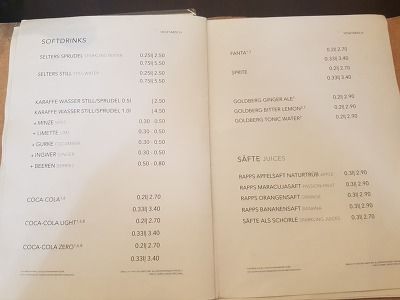 SOFTDRINKS
SELTERS SPRUDEL SPARKLING WATER 0.25l| 2.50
0.75l| 5.50
SELTERS STILL STILL WATER 0.25l| 2.50
0.75l| 5.50
KARAFFE WASSER STILL/SPRUDEL 0.5l | 2.50
KARAFFE WASSER STILL/SPRUDEL 1.0l | 4.50
+ MINZE MINT 0.30 - 0.50
+ LIMETTE LIME 0.30 - 0.50
+ GURKE CUCUMBER 0.30 - 0.50
+ INGWER GINGER 0.30 - 0.50
+ BEEREN BERRIES 0.50 - 0.80
COCA COLA 0.2l| 2.70
0.33l| 3.40
COCA-COLA LIGHT 0.2l| 2.70
0.33l| 3.40
COCA-COLA ZERO 0.2l| 2.70
0.33l| 3.40
FANTA 0.2l| 2.70
0.33l| 3.40
SPRITE 0.2l| 2.70
0.33l| 3.40
GOLDBERG GINGER ALE 0.2l| 2.90
GOLDBERG BITTER LEMON 0.2l| 2.90
GOLDBERG TONIC WATER 0.2l| 2.90
SÄFTE JUICES
RAPPS APFELSAFT NATURTRÜB APPLE 0.2l| 2.90
RAPPS MARACUJASAFT PASSION FRUIT 0.2l| 2.90
RAPPS ORANGENSAFT ORANGE 0.2l| 2.90
RAPPS BANANENSAFT BANANA 0.2l| 2.90
SÄFTE ALS SCHORLE SPARKLING JUICES 0.2l| 2.70